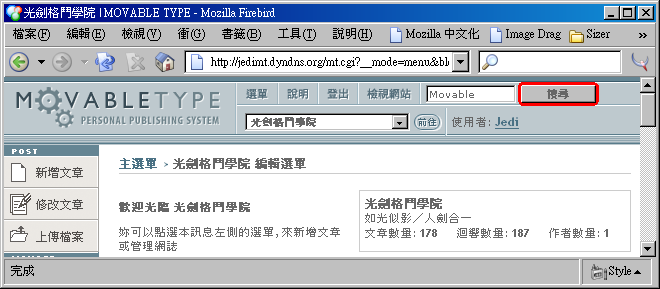 光劍格鬥學院 | MOVABLE TYPE - Mozilla Firebird
檔案(F) 編輯(E) 檢視(V) 衝(G) 書籤(B) 工具(T) 說明(H) Mozilla 中文化 Image Drag Sizer
http://jedimt.dyndns.org/mt.cgi?__mode=menu&bl
MOVABLETYPE 選單 說明 登出 檢視網站 Movable 搜尋
PERSONAL PUBLISHING SYSTEM 光劍格鬥學院 前往 使用者: Jedi
POST
新增文章
修改文章
上傳檔案
主選單 > 光劍格鬥學院 編輯選單
歡迎光臨 光劍格鬥學院
妳可以點選本訊息左側的選單,來新增文章
或管理網誌
光劍格鬥學院
如光似影／人劍合一
文章數量: 178 迴響數量: 187 作者數量: 1
完成 Style